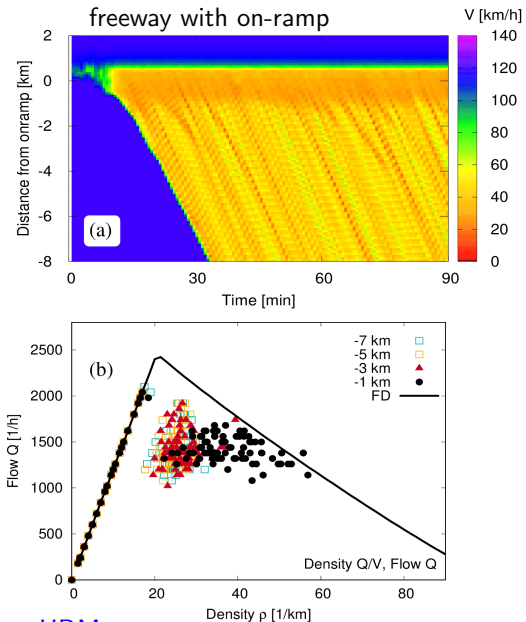 freeway with on-ramp
V [km/h]
2
0
-2
-4
-6
-8
Distance from onramp [km]
(a)
0
30
60
90
Time [min]
140
120
100
80
60
40
20
0
2500
2000
1500
1000
500
0
Flow Q [1/h]
(b)
-7 km
-5 km
-3 km
-1 km
FD
Density Q/V, Flow Q
0
20
40
60
80
Density ρ [1/km]